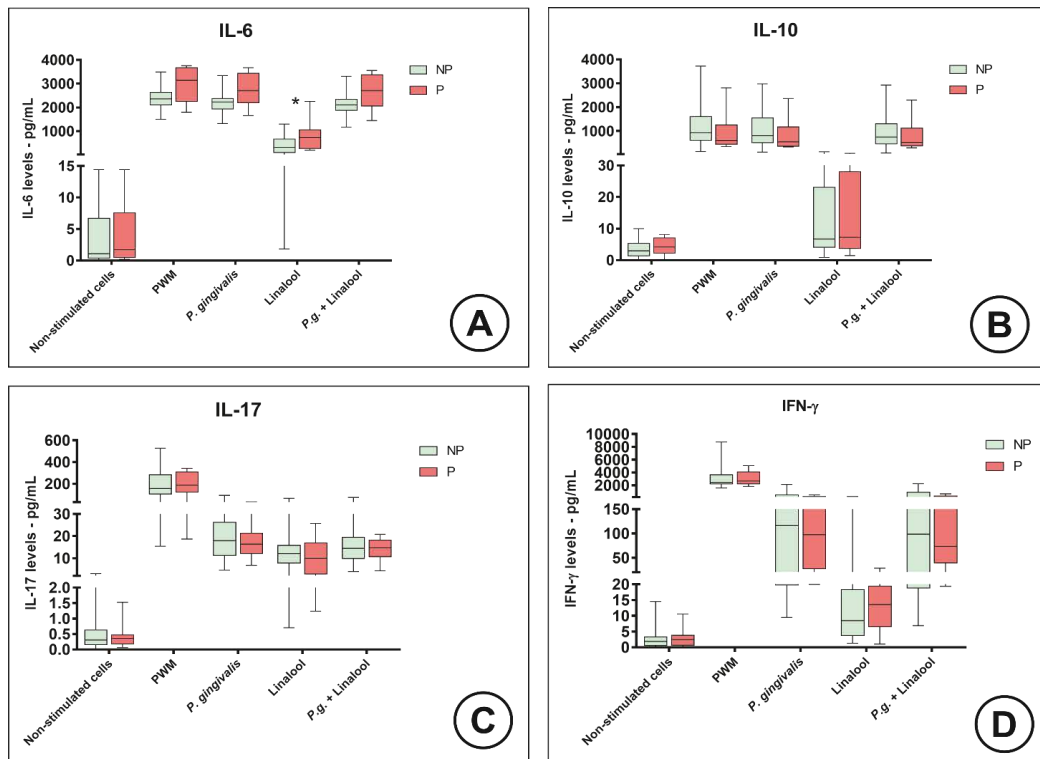 IL-6
NP
P
IL-6 levels - pg/mL
4000
3000
2000
1000
15
10
5
0
Non-stimulated cells
PWM
P. gingivalis
Linalool
P.g. + Linalool
*
A
IL-10
NP
P
IL-10 levels - pg/mL
4000
3000
2000
1000
30
20
10
0
Non-stimulated cells
PWM
P. gingivalis
Linalool
P.g. + Linalool
B
IL-17
NP
P
IL-17 levels - pg/mL
600
400
200
30
20
10
2.0
1.5
1.0
0.5
0.0
Non-stimulated cells
PWM
P. gingivalis
Linalool
P.g. + Linalool
C
IFN-γ
NP
P
IFN-γ levels - pg/mL
10000
8000
6000
4000
2000
150
100
50
20
15
10
5
0
Non-stimulated cells
PWM
P. gingivalis
Linalool
P.g. + Linalool
D